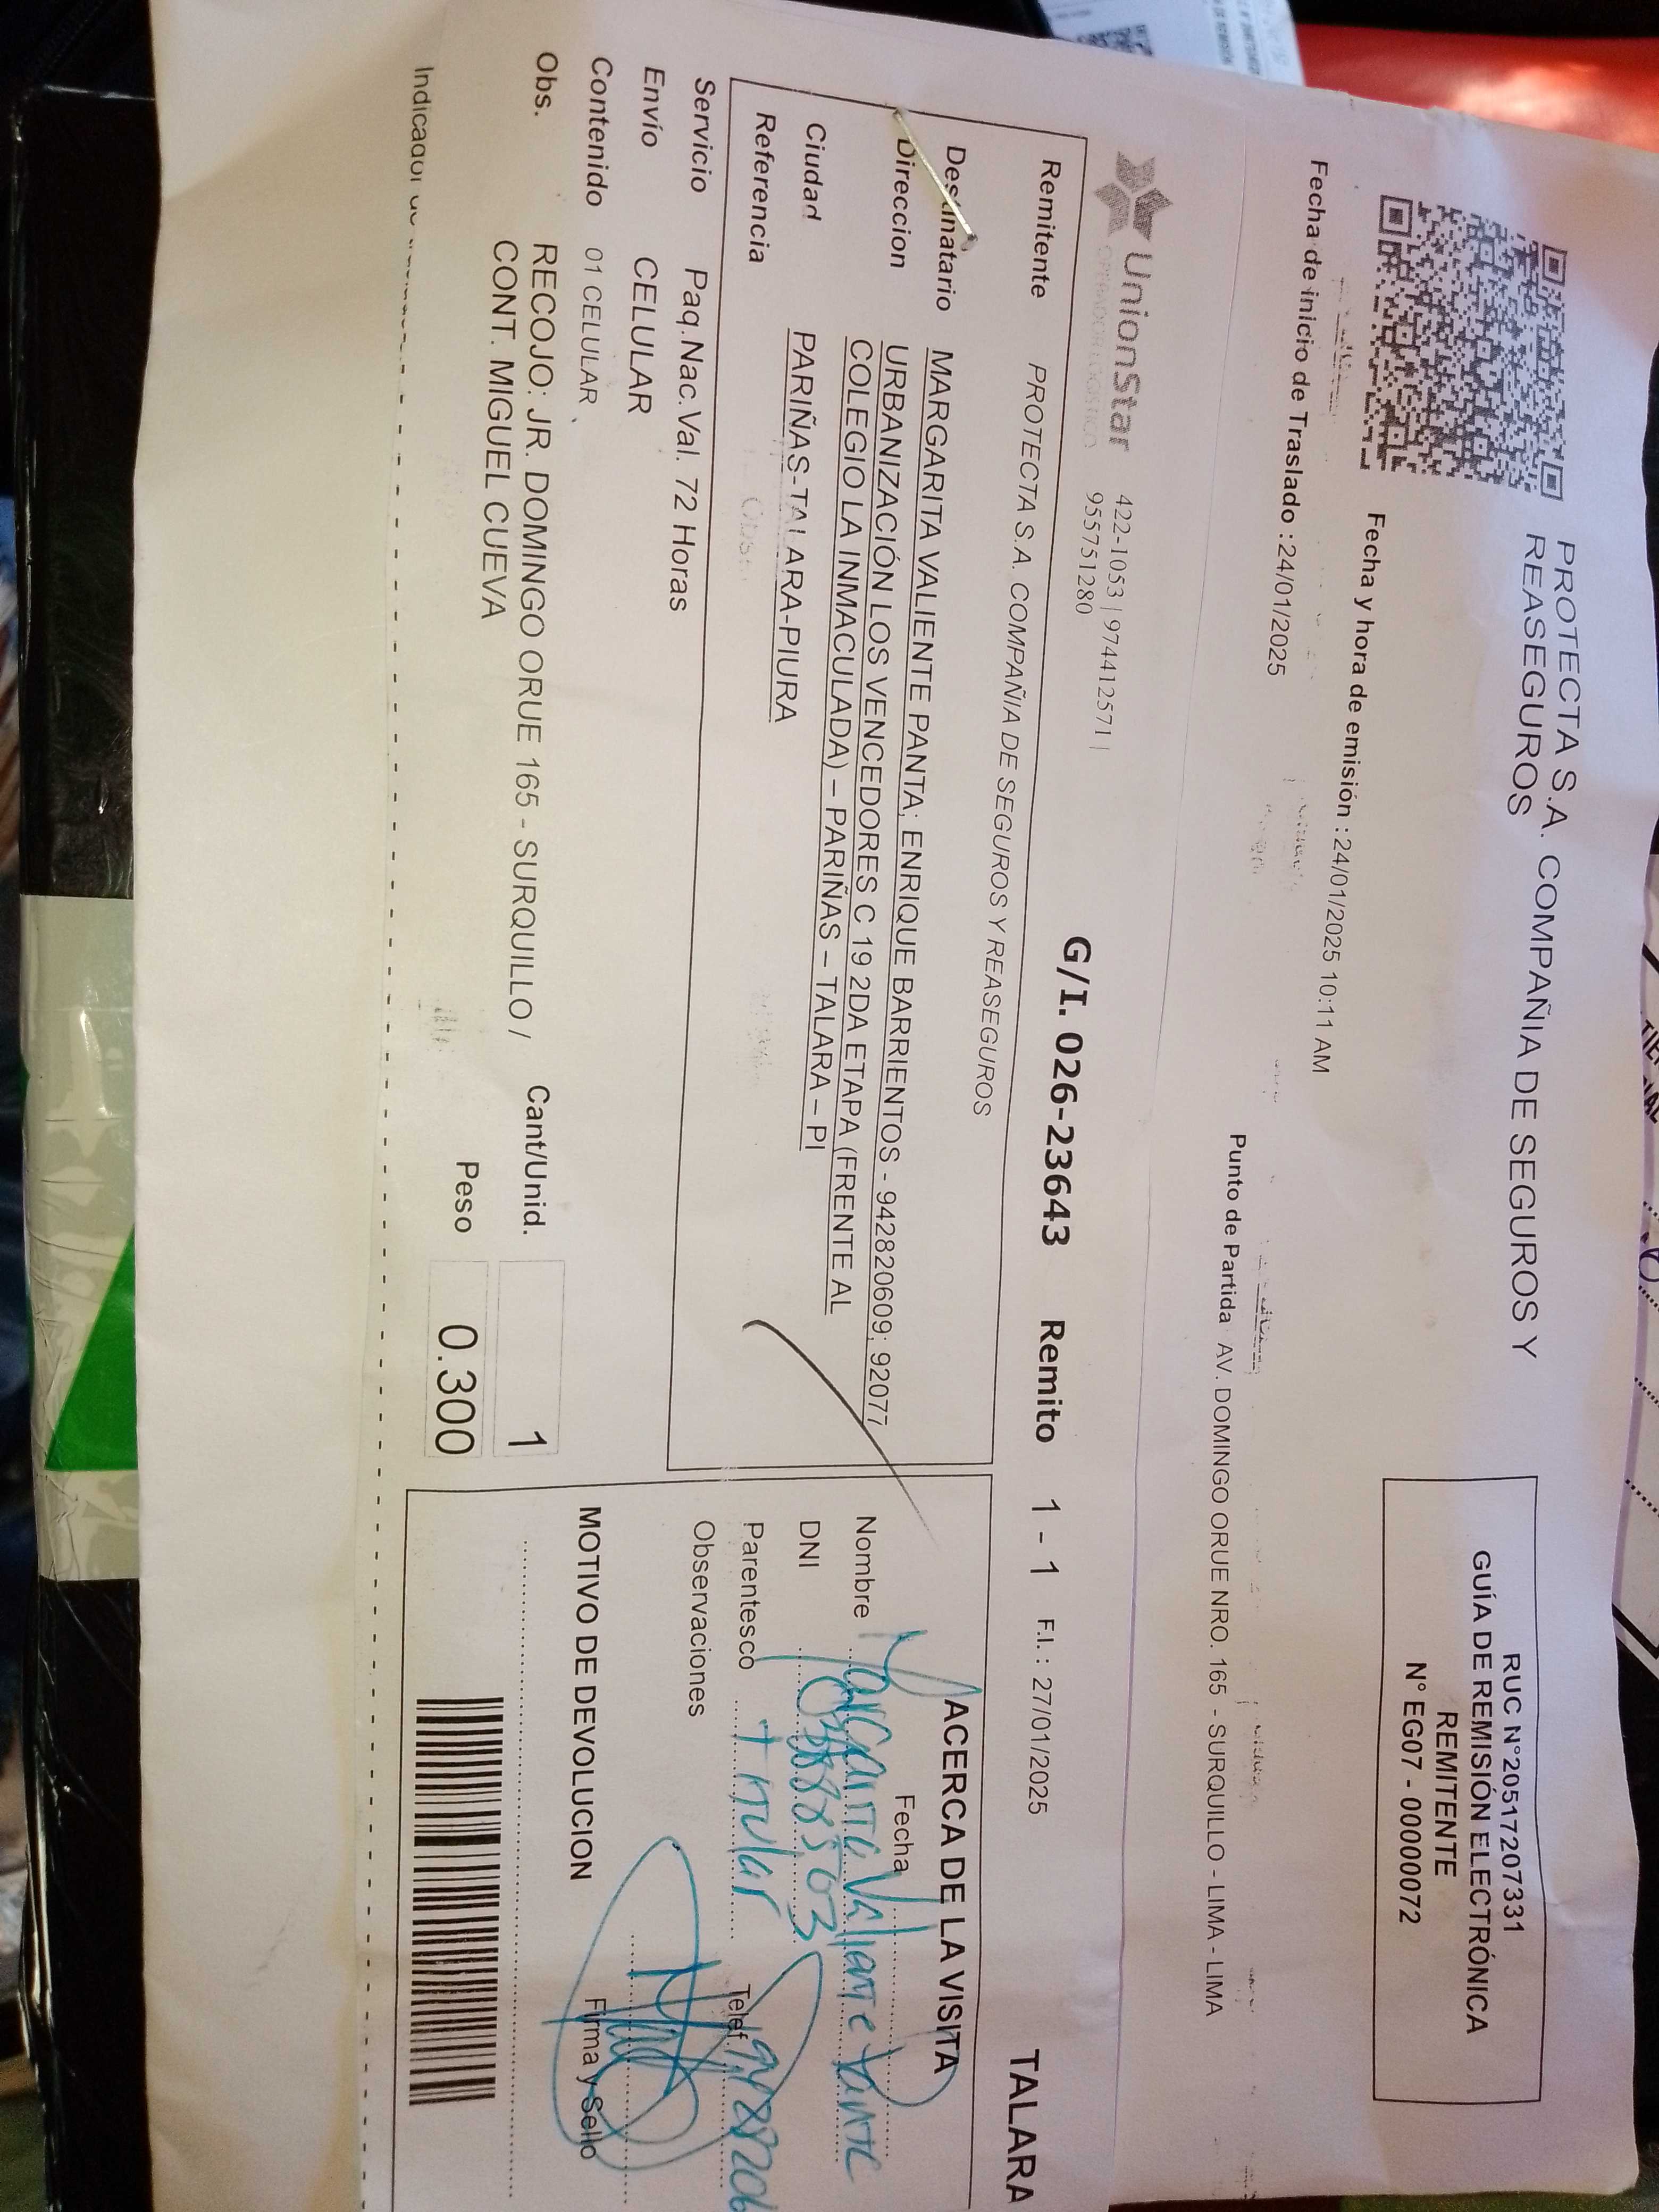 PROTECTA S.A. COMPAÑIA DE SEGUROS Y
REASEGUROS
RUC N°20517207331
GUÍA DE REMISIÓN ELECTRÓNICA
REMITENTE
N° EG07 - 00000072
Fecha y hora de emisión : 24/01/2025 10:11 AM
Fecha de inicio de Traslado : 24/01/2025
Punto de Partida AV. DOMINGO ORUE NRO. 165 - SURQUILLO - LIMA - LIMA
UnionStar
OPERADOR LOGISTICO
422-1053 | 974412571 |
955751280
G/I. 026-23643 Remito 1 - 1 F.I. : 27/01/2025 TALARA
Remitente PROTECTA S.A. COMPAÑIA DE SEGUROS Y REASEGUROS
Destinatario MARGARITA VALIENTE PANTA; ENRIQUE BARRIENTOS - 942820609; 92077
Direccion URBANIZACIÓN LOS VENCEDORES C 19 2DA ETAPA (FRENTE AL
COLEGIO LA INMACULADA) – PARIÑAS – TALARA – PI
Ciudad PARIÑAS-TALARA-PIURA
Referencia
Servicio Paq.Nac.Val. 72 Horas
Envío CELULAR
Contenido 01 CELULAR
Obs. RECOJO: JR. DOMINGO ORUE 165 - SURQUILLO /
CONT. MIGUEL CUEVA
Cant/Unid. 1
Peso 0.300
ACERCA DE LA VISITA
Fecha
Nombre Margarita Valiente Panta
DNI
Parentesco Titular
Telef.
Observaciones
Firma y Sello
MOTIVO DE DEVOLUCION
Indicador de